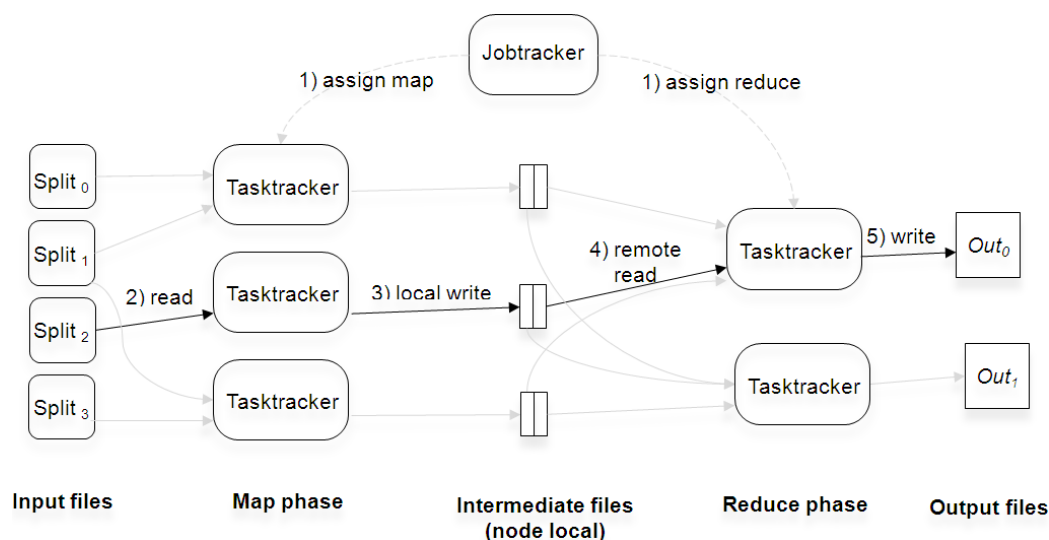 Jobtracker
1) assign map
1) assign reduce
Split 0
Tasktracker
Split 1
Tasktracker
4) remote
read
5) write
Out0
Tasktracker
2) read
3) local write
Split 2
Tasktracker
Split 3
Tasktracker
Out1
Input files
Map phase
Intermediate files
(node local)
Reduce phase
Output files